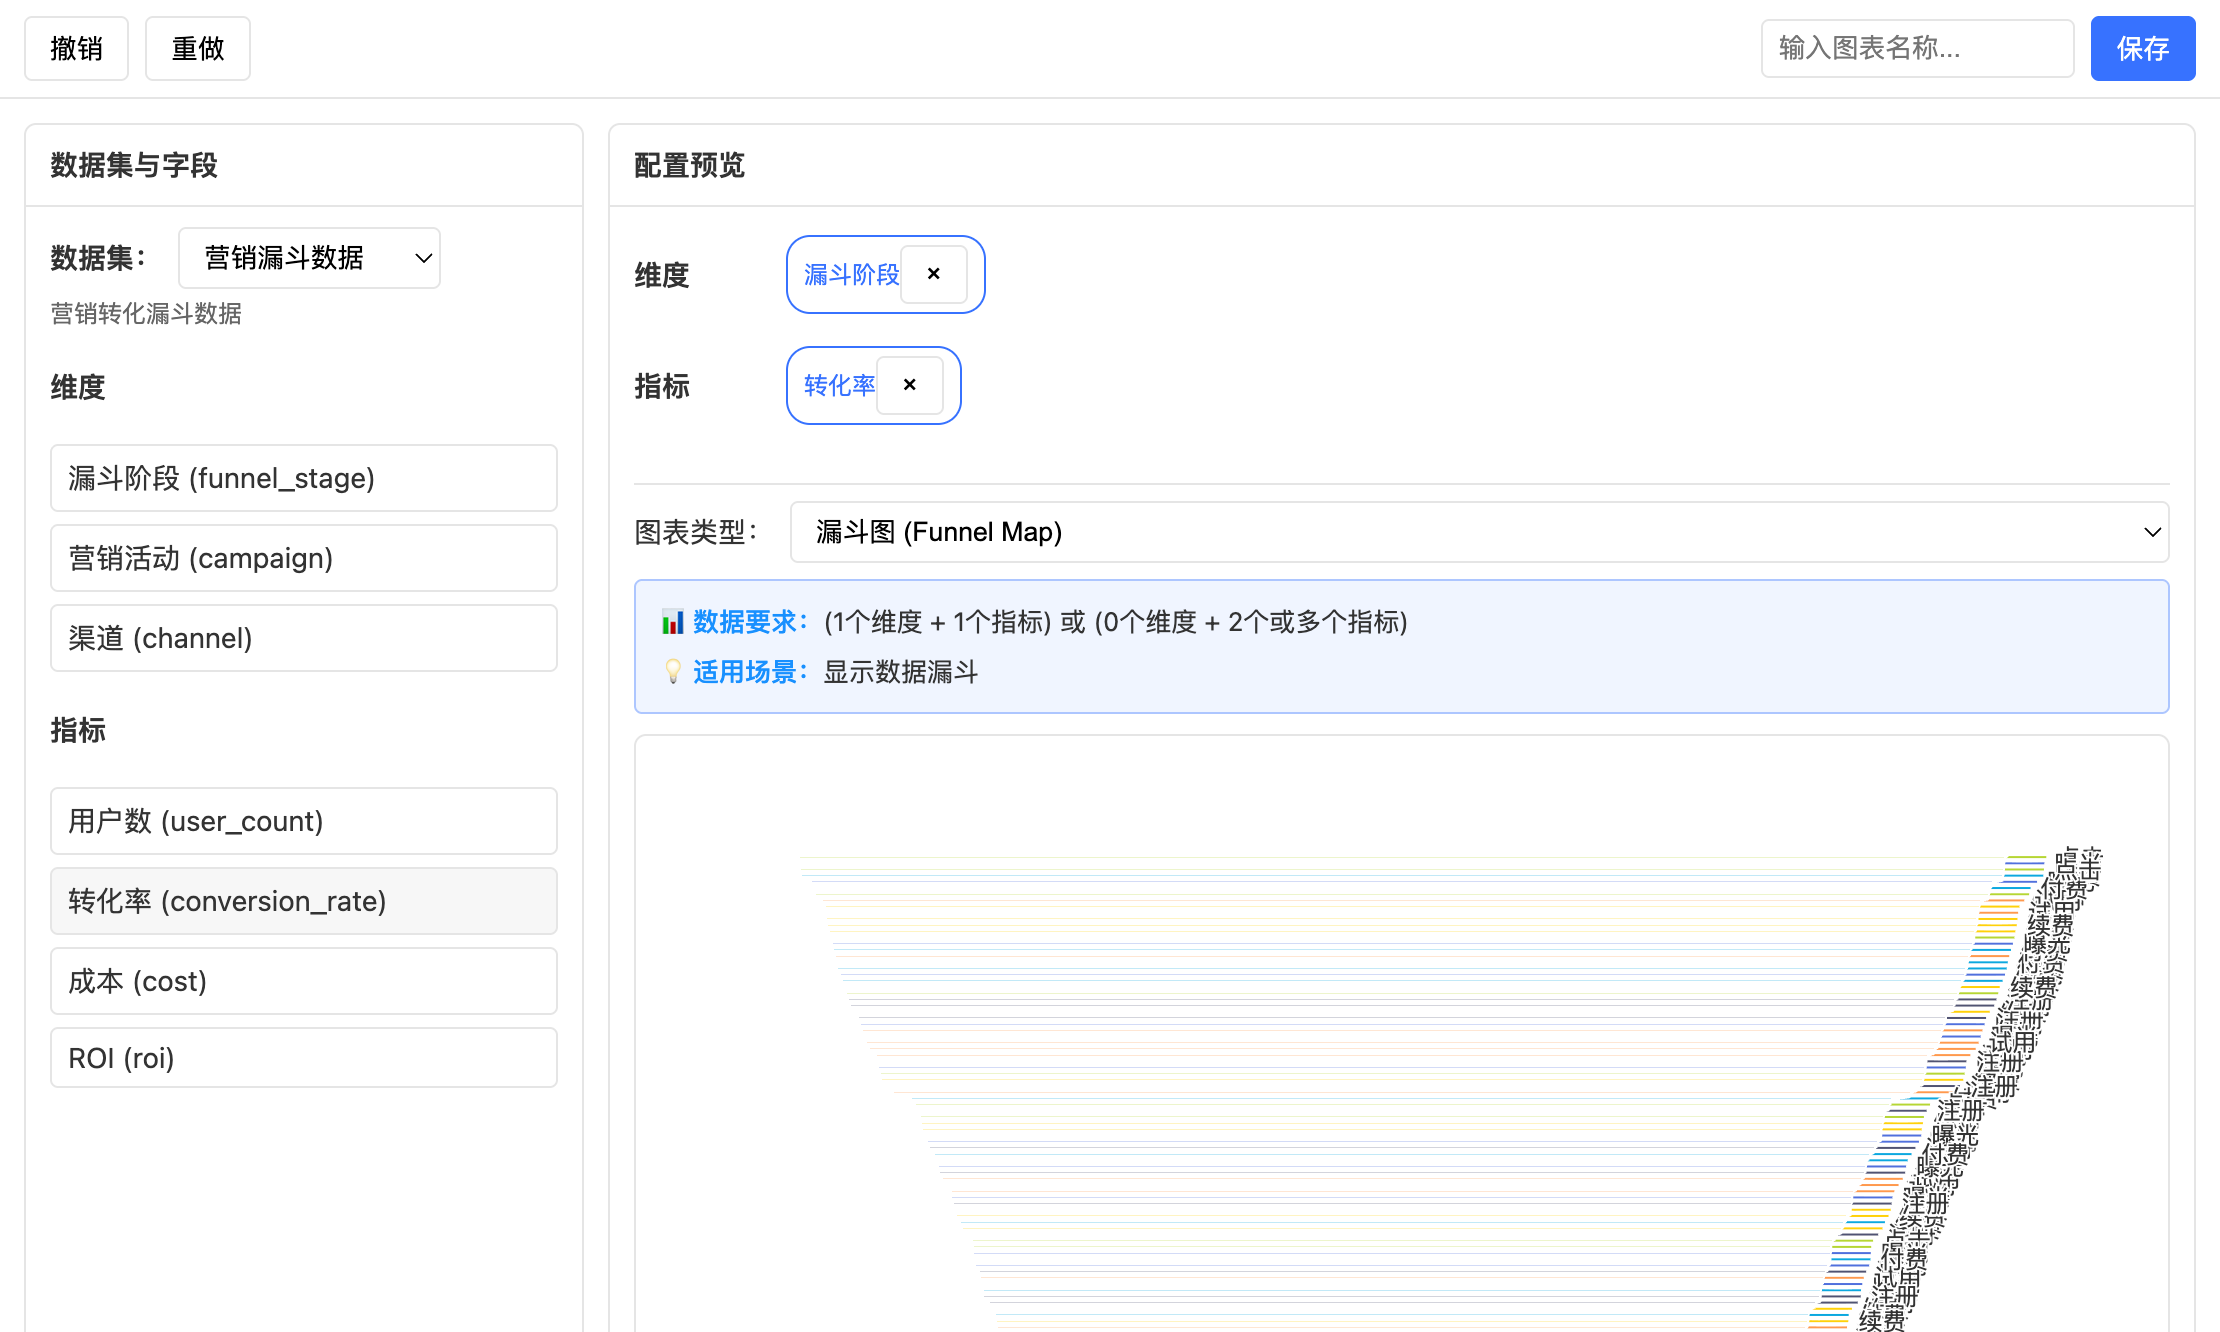 撤销
重做
输入图表名称...
保存
数据集与字段
数据集：
营销漏斗数据
营销转化漏斗数据
维度
漏斗阶段 (funnel_stage)
营销活动 (campaign)
渠道 (channel)
指标
用户数 (user_count)
转化率 (conversion_rate)
成本 (cost)
ROI (roi)
配置预览
维度
漏斗阶段
×
指标
转化率
×
图表类型：
漏斗图 (Funnel Map)
数据要求：(1个维度 + 1个指标) 或 (0个维度 + 2个或多个指标)
适用场景：显示数据漏斗
点击
付费
试用
续费
曝光
付费
续费
注册
注册
试用
注册
注册
注册
曝光
付费
曝光
注册
续费
点击
付费
试用
注册
续费